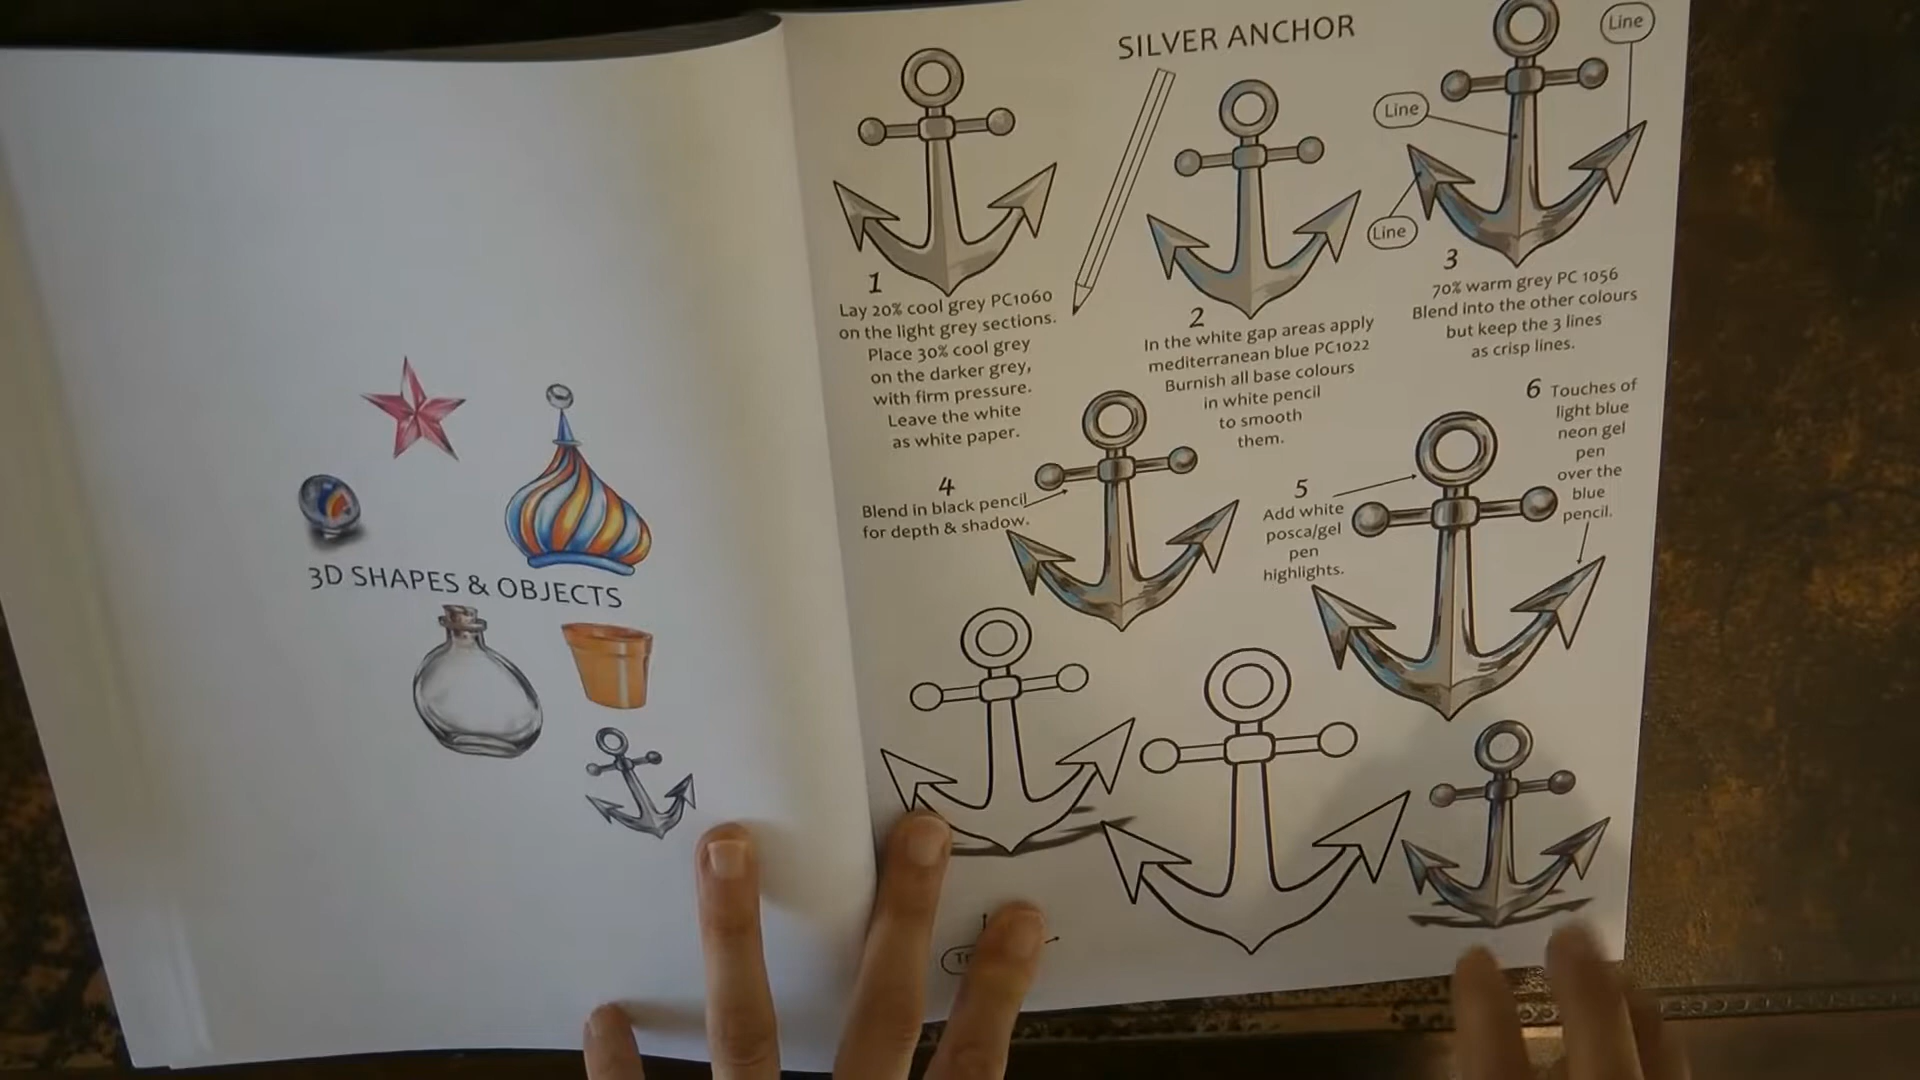 3D SHAPES & OBJECTS
SILVER ANCHOR
1
Lay 20% cool grey PC1060
on the light grey sections.
Place 30% cool grey
on the darker grey,
with firm pressure.
Leave the white
as white paper.
2
In the white gap areas apply
mediterranean blue PC1022
Burnish all base colours
in white pencil
to smooth
them.
Line
Line
Line
3
70% warm grey PC 1056
Blend into the other colours
but keep the 3 lines
as crisp lines.
4
Blend in black pencil
for depth & shadow.
5
Add white
posca/gel
pen
highlights.
6 Touches of
light blue
neon gel
pen
over the
blue
pencil.